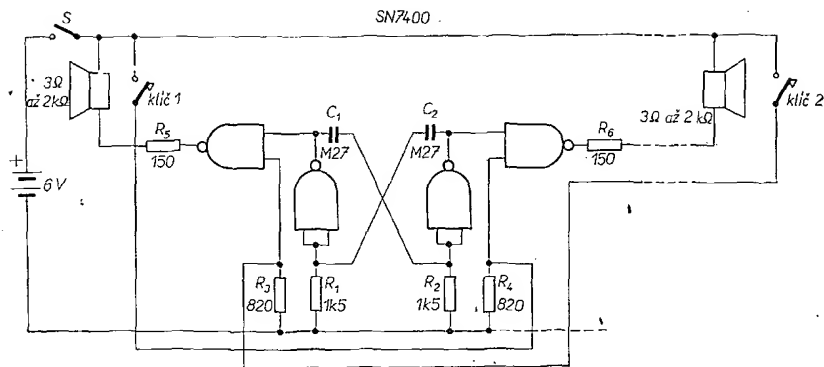 SN7400
S
3Ω
až 2kΩ
klíč 1
C1
M27
C2
M27
R5
150
R6
150
3Ω až 2 kΩ
klíč 2
+
6V
R3
820
R1
1k5
R2
1k5
R4
820